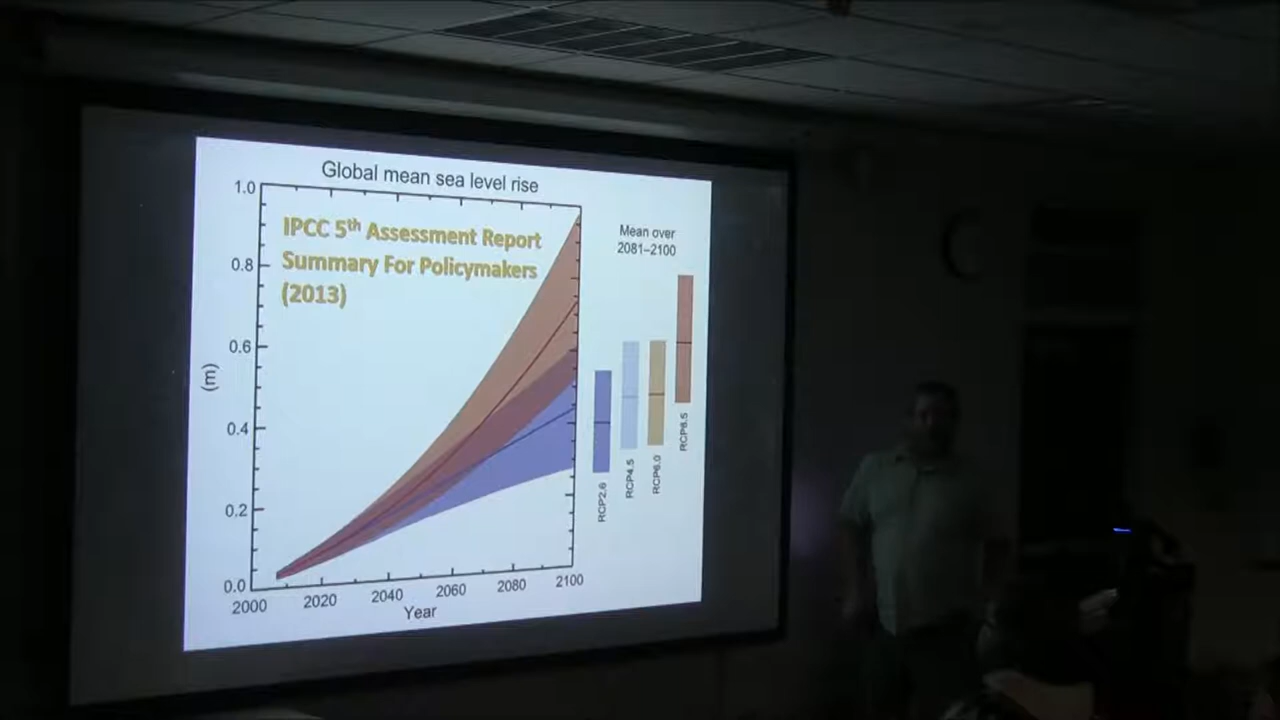 Global mean sea level rise
IPCC 5th Assessment Report
Summary For Policymakers
(2013)
Mean over
2081–2100
1.0
0.8
0.6
0.4
0.2
0.0
(m)
2000 2020 2040 2060 2080 2100
Year
RCP2.6
RCP4.5
RCP6.0
RCP8.5